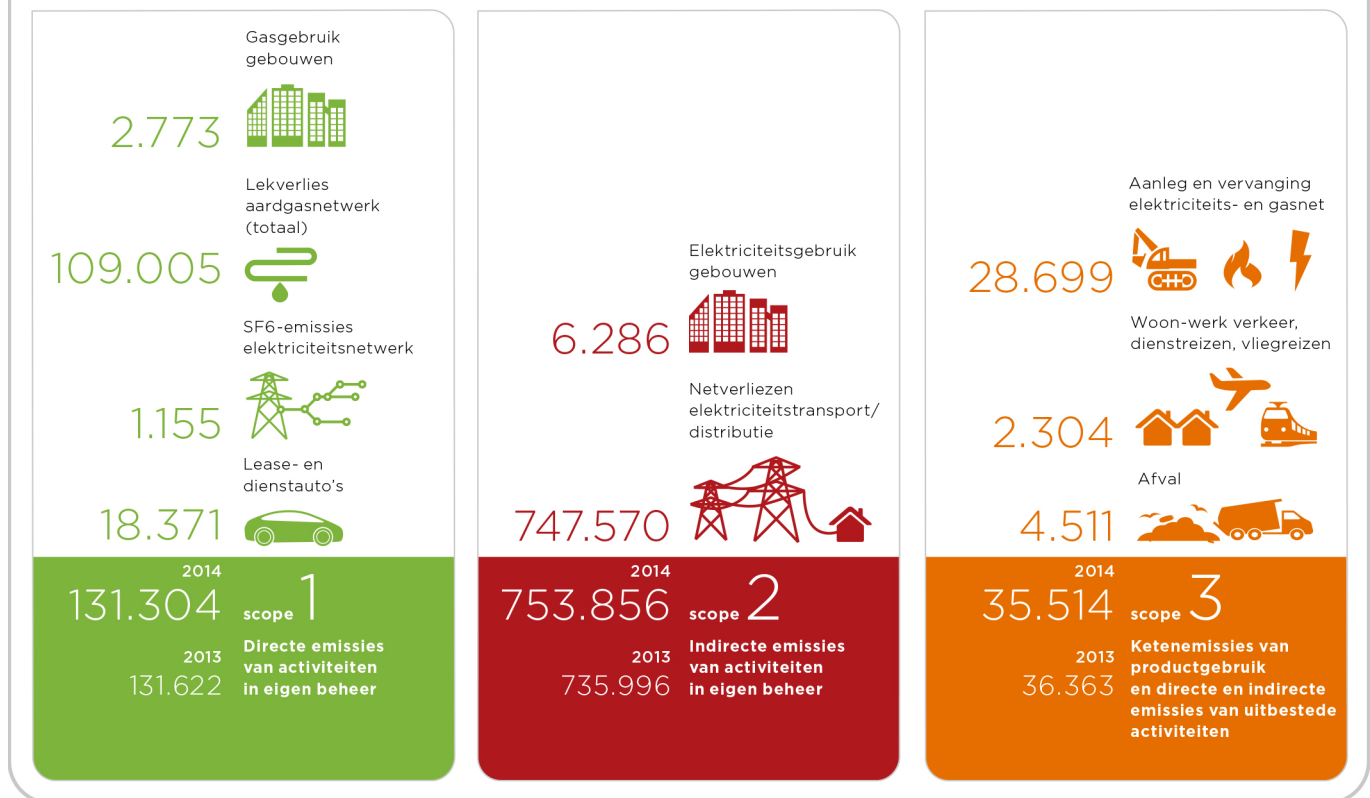 Gasgebruik
gebouwen
2.773
Lekverlies
aardgasnetwerk
(totaal)
109.005
SF6-emissies
elektriciteitsnetwerk
1.155
Lease- en
dienstauto's
18.371
2014
131.304
scope 1
2013
131.622
Directe emissies
van activiteiten
in eigen beheer
Elektriciteitsgebruik
gebouwen
6.286
Netverliezen
elektriciteitstransport/
distributie
747.570
2014
753.856
scope 2
2013
735.996
Indirecte emissies
van activiteiten
in eigen beheer
Aanleg en vervanging
elektriciteits- en gasnet
28.699
Woon-werk verkeer,
dienstreizen, vliegreizen
2.304
Afval
4.511
2014
35.514
scope 3
2013
36.363
Ketenemissies van
productgebruik
en directe en indirecte
emissies van uitbestede
activiteiten